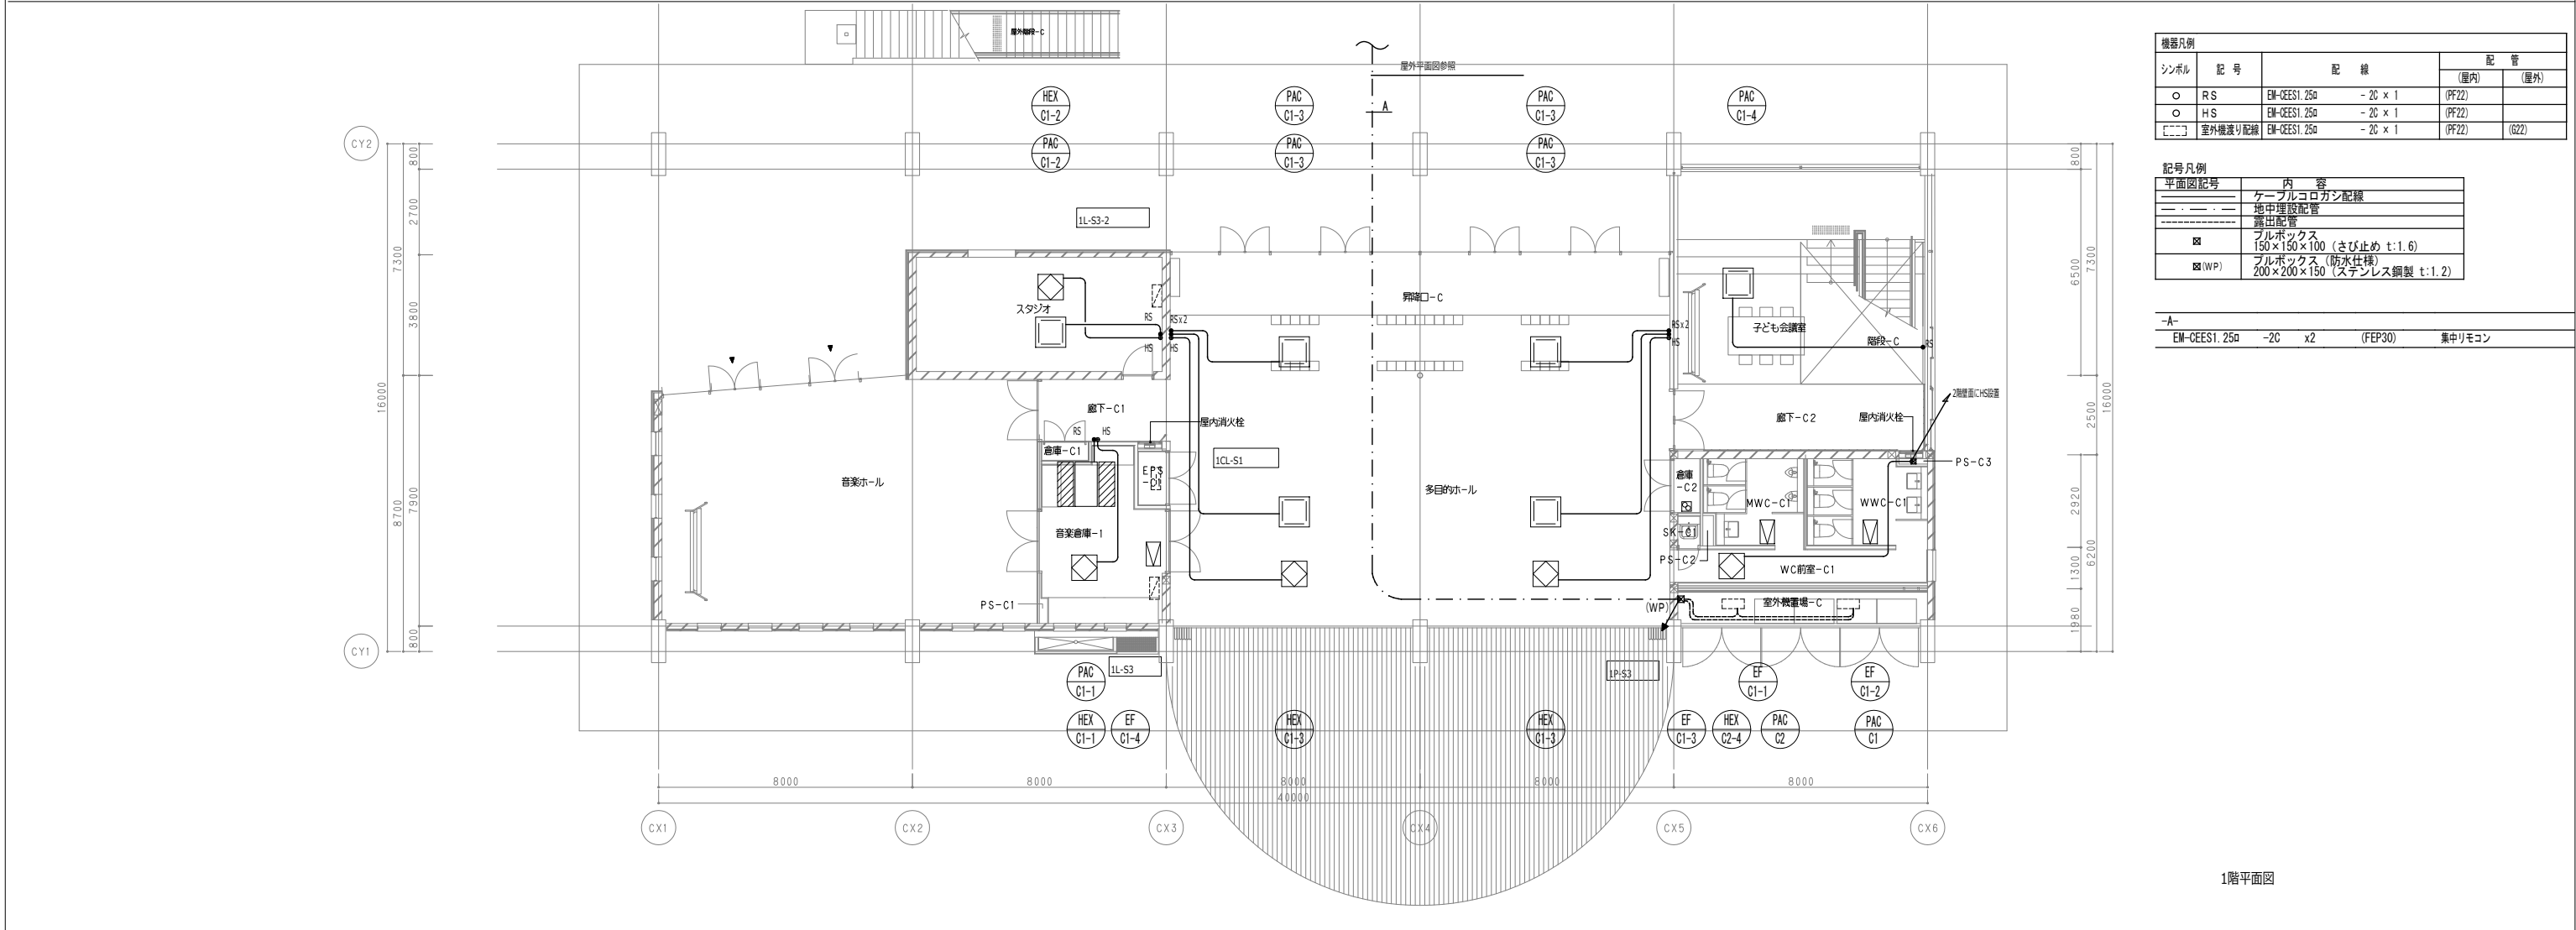 屋外階段-C
屋外平面図参照
A
HEX
C1-2
PAC
C1-3
PAC
C1-3
PAC
C1-4
PAC
C1-2
PAC
C1-3
PAC
C1-3
CY2
800
2700
7300
3800
16000
8700
7900
800
CY1
800
6500
7300
16000
2500
2920
6200
1300
1980
1L-S3-2
スタジオ
RS
HS
RSx2
HS
昇降口-C
RSx2
HS
子ども会議室
階段-C
RS
廊下-C1
屋内消火栓
RS
HS
倉庫-C1
EPS
-C1
1CL-S1
音楽ホール
多目的ホール
音楽倉庫-1
PS-C1
廊下-C2
屋内消火栓
2階壁面にHS設置
PS-C3
倉庫
-C2
MWC-C1
WWC-C1
SK-C1
PS-C2
WC前室-C1
(WP)
室外機置場-C
1L-S3
1P-S3
PAC
C1-1
EF
C1-1
EF
C1-2
HEX
C1-1
EF
C1-4
HEX
C1-3
HEX
C1-3
EF
C1-3
HEX
C2-4
PAC
C2
PAC
C1
8000
8000
8000
8000
8000
40000
CX1
CX2
CX3
CX4
CX5
CX6
機器凡例
シンボル 記 号 配 線 配 管
(屋内) (屋外)
RS EM-CEES1.25□ - 2C × 1 (PF22)
HS EM-CEES1.25□ - 2C × 1 (PF22)
室外機渡り配線 EM-CEES1.25□ - 2C × 1 (PF22) (G22)
記号凡例
平面図記号 内 容
ケーブルコロガシ配線
地中埋設配管
露出配管
プルボックス
150×150×100 (さび止め t:1.6)
(WP) プルボックス (防水仕様)
200×200×150 (ステンレス鋼製 t:1.2)
-A-
EM-CEES1.25□ -2C x2 (FEP30) 集中リモコン
1階平面図